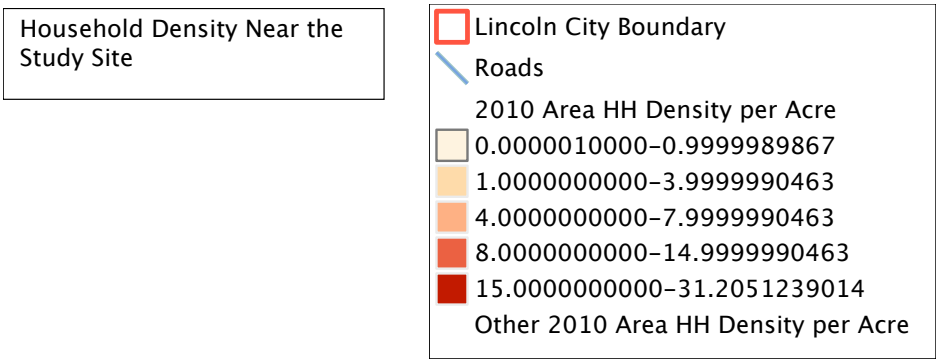 Household Density Near the
Study Site
Lincoln City Boundary
Roads
2010 Area HH Density per Acre
0.0000010000–0.9999989867
1.0000000000–3.9999990463
4.0000000000–7.9999990463
8.0000000000–14.9999990463
15.0000000000–31.2051239014
Other 2010 Area HH Density per Acre